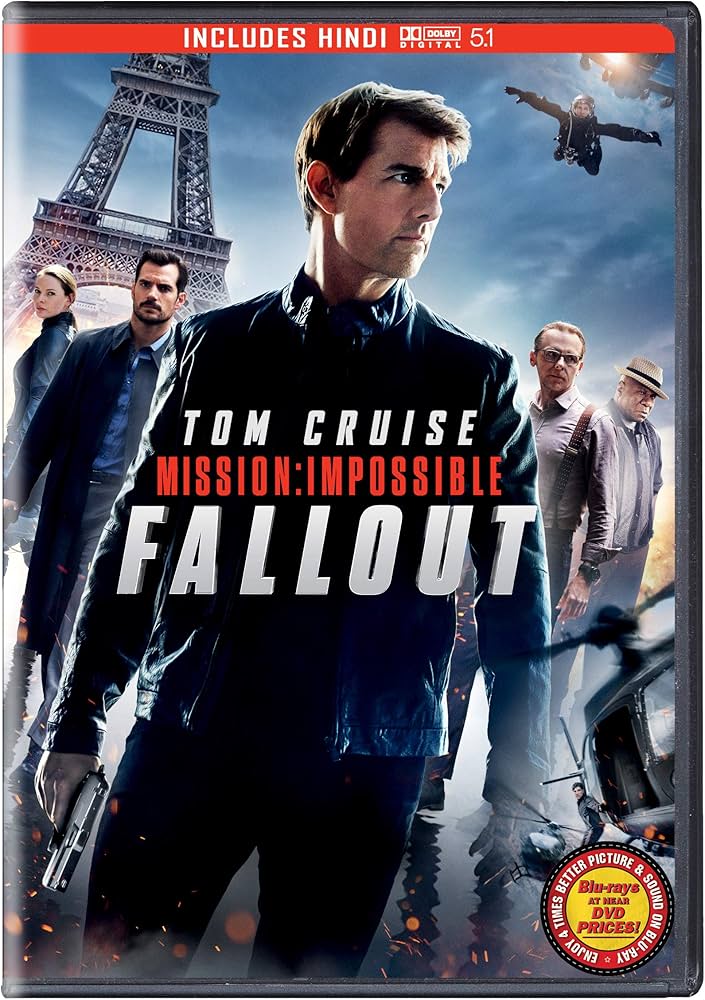 INCLUDES HINDI DOLBY DIGITAL 5.1
TOM CRUISE
MISSION:IMPOSSIBLE
FALLOUT
ENJOY 4 TIMES BETTER PICTURE & SOUND ON BLU-RAY
Blu-rays
AT NEAR
DVD
PRICES!